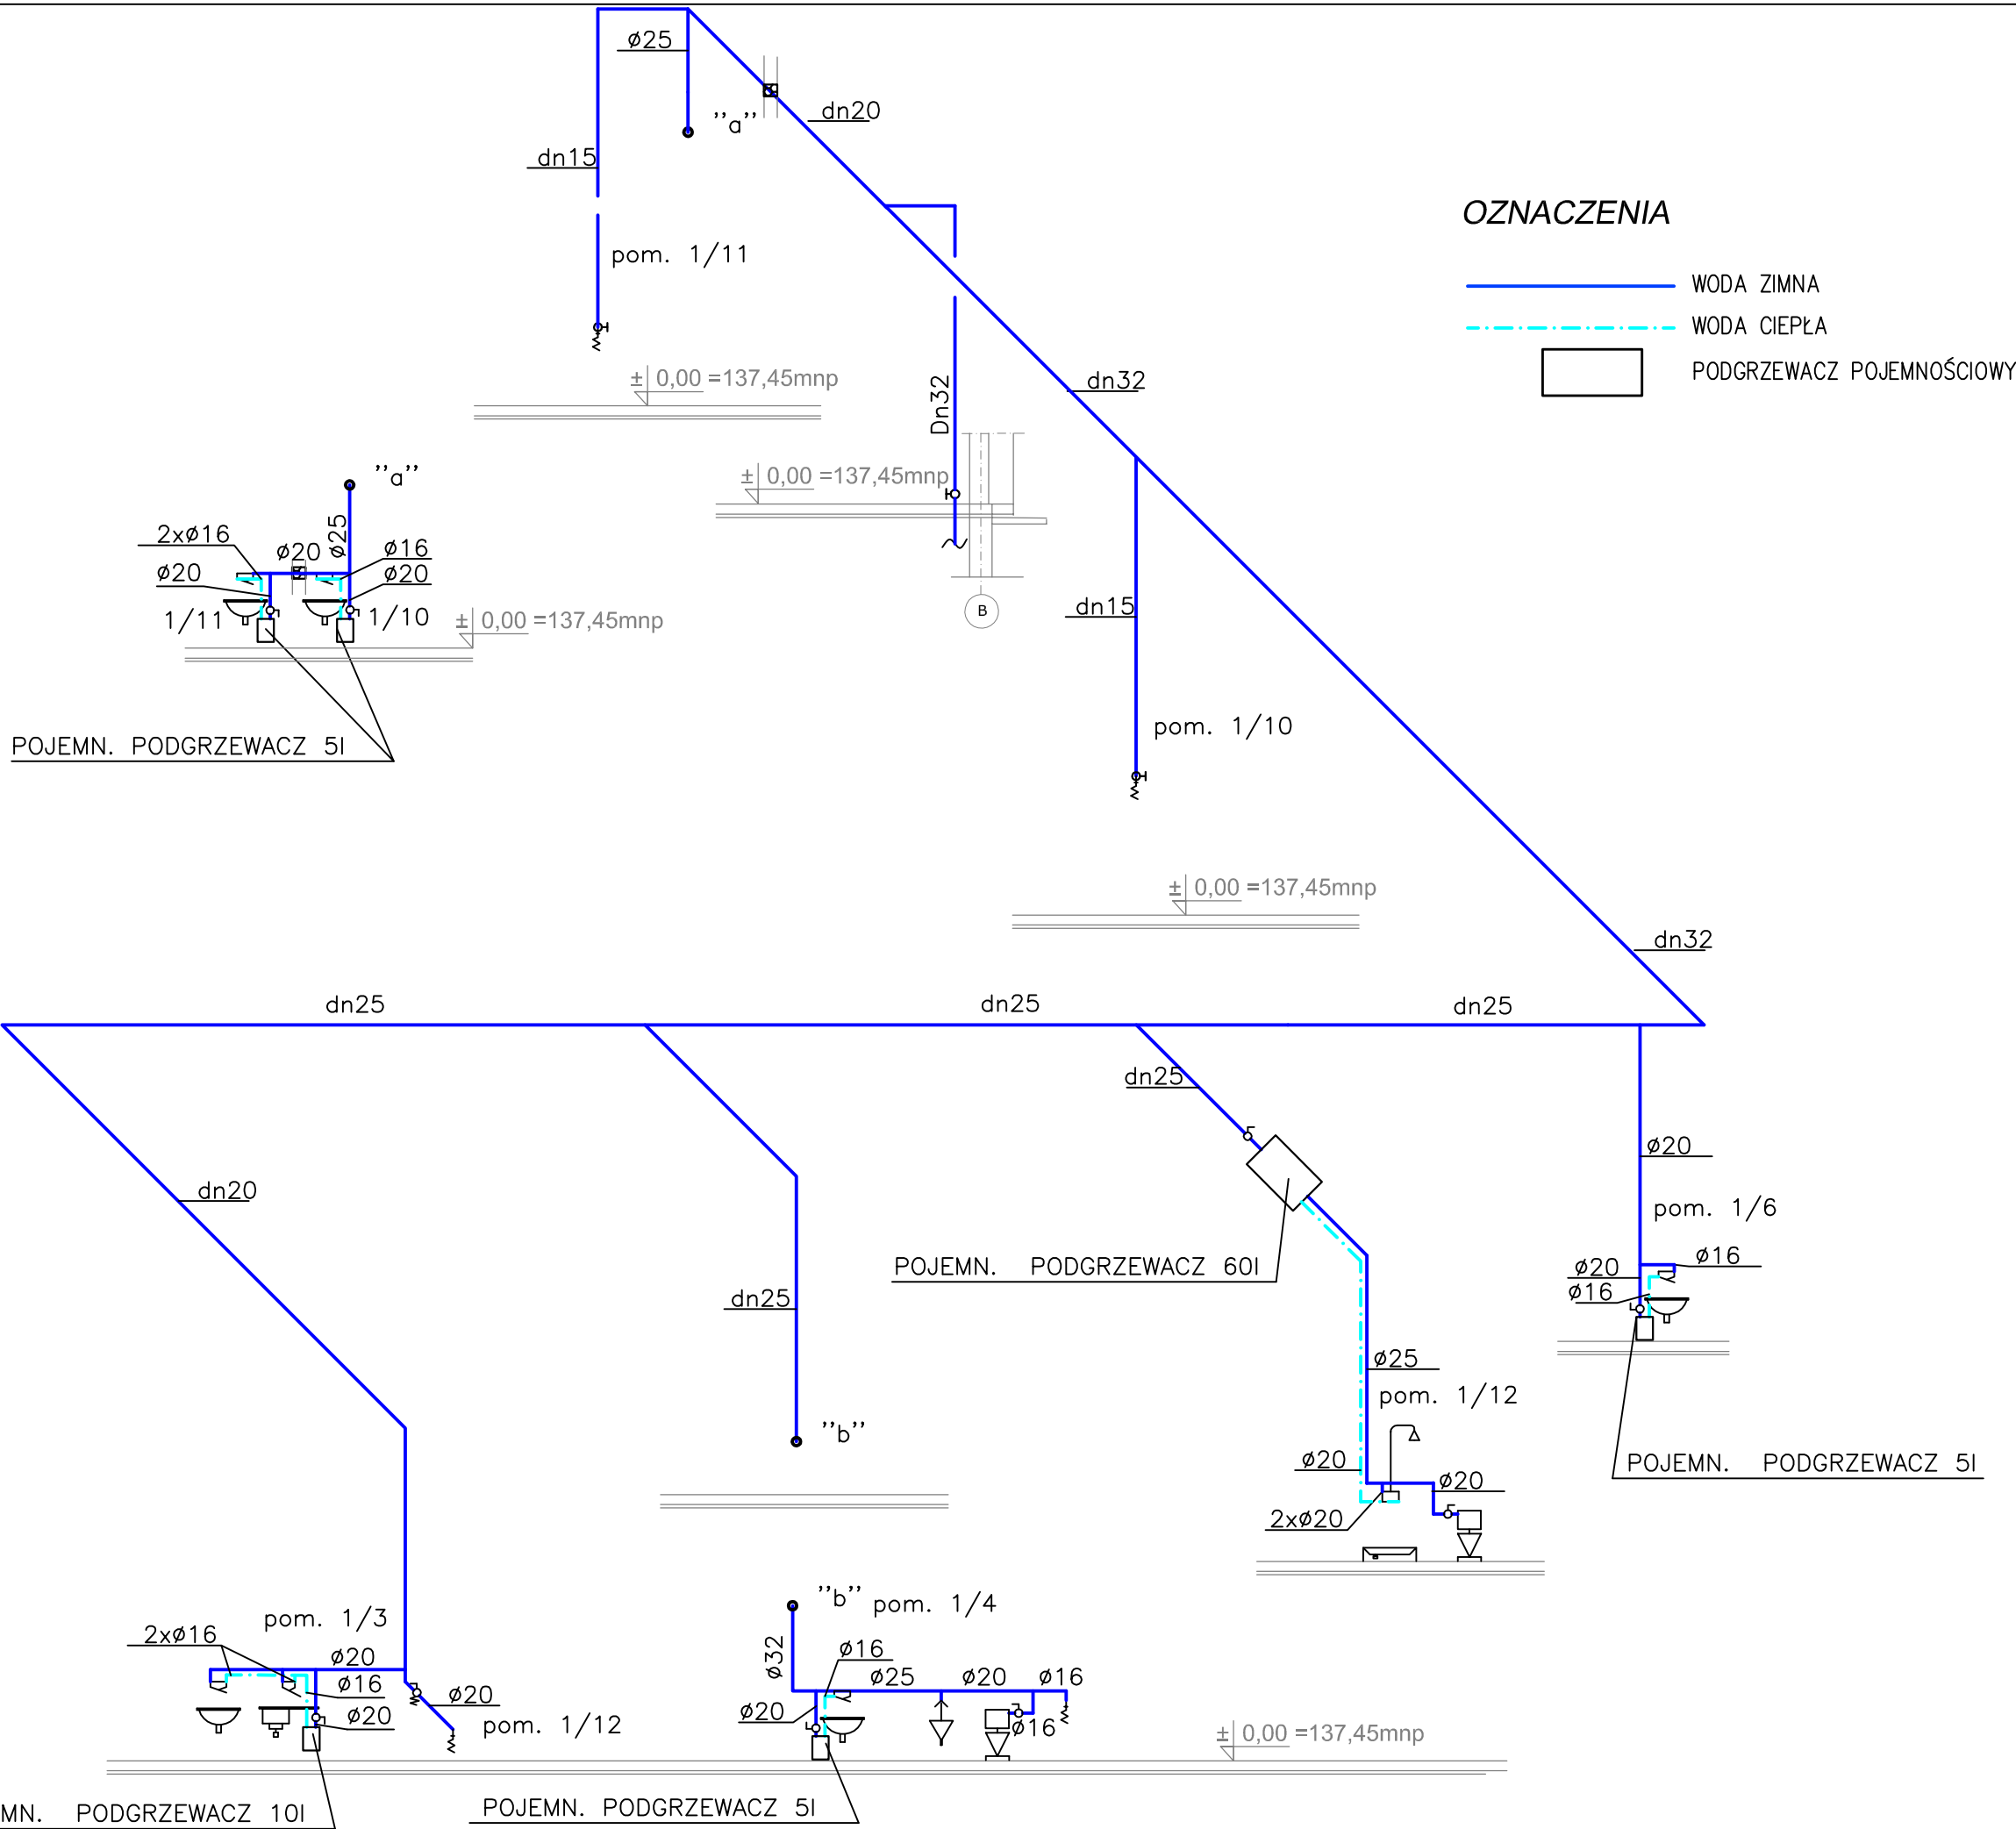 ø25
"a"
dn20
dn15
pom. 1/11
OZNACZENIA
WODA ZIMNA
WODA CIEPŁA
PODGRZEWACZ POJEMNOŚCIOWY
± 0,00 =137,45mnp
dn32
Dn32
± 0,00 =137,45mnp
"a"
2xø16
ø20
ø25
ø16
ø20
ø20
1/11
1/10
± 0,00 =137,45mnp
B
dn15
pom. 1/10
POJEMN. PODGRZEWACZ 5l
± 0,00 =137,45mnp
dn32
dn25
dn25
dn25
dn25
ø20
dn20
pom. 1/6
POJEMN. PODGRZEWACZ 60l
ø16
ø20
ø16
dn25
ø25
pom. 1/12
"b"
ø20
ø20
2xø20
POJEMN. PODGRZEWACZ 5l
"b"
pom. 1/4
pom. 1/3
2xø16
ø20
ø16
ø20
ø20
pom. 1/12
ø32
ø16
ø25
ø20
ø16
ø20
ø16
± 0,00 =137,45mnp
MN. PODGRZEWACZ 10l
POJEMN. PODGRZEWACZ 5l